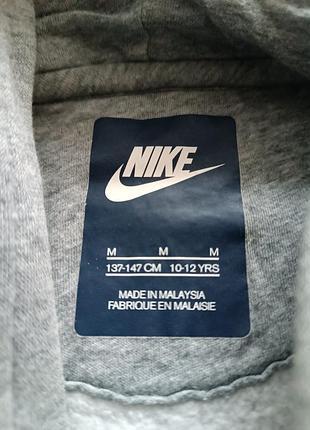 NIKE
M M M
137-147 CM 10-12 YRS
MADE IN MALAYSIA
FABRIQUE EN MALAISIE